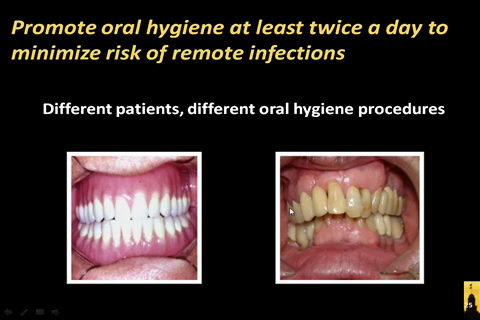 Promote oral hygiene at least twice a day to
minimize risk of remote infections
Different patients, different oral hygiene procedures
25